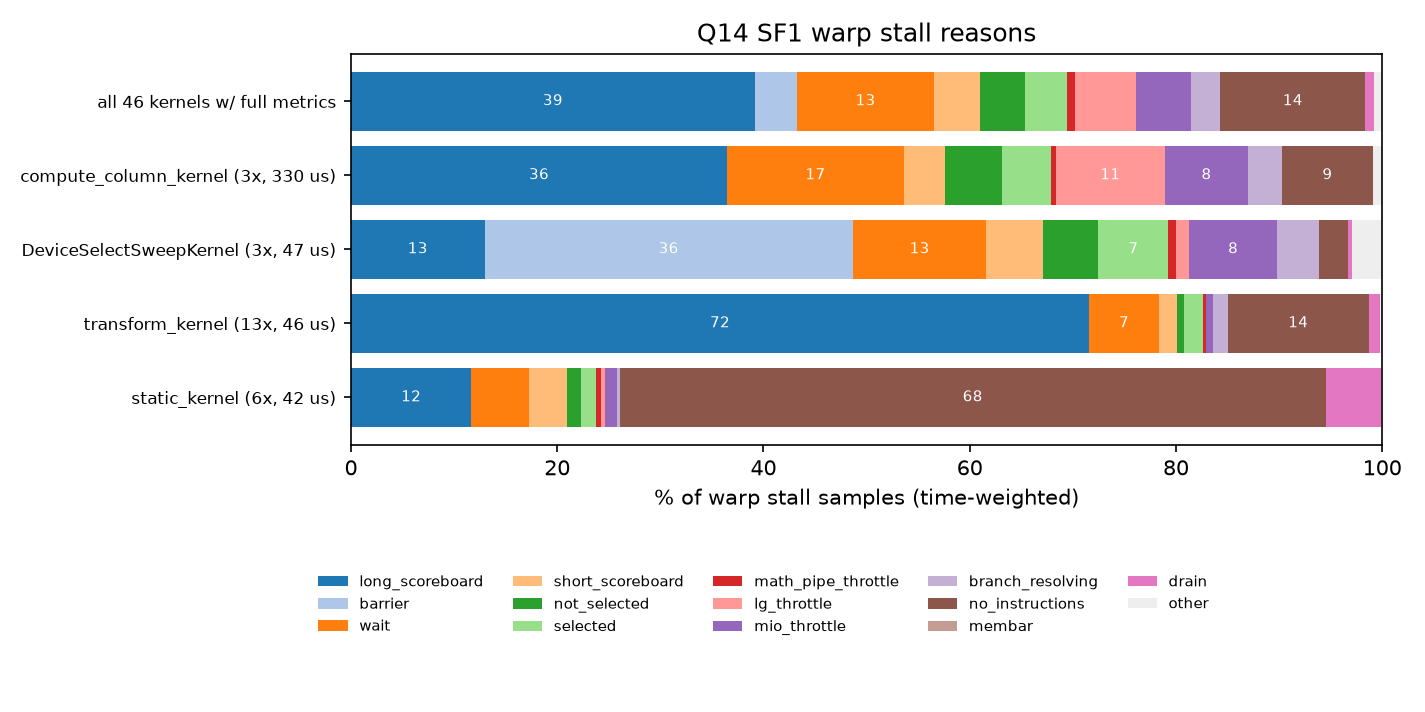 Q14 SF1 warp stall reasons
all 46 kernels w/ full metrics
39
13
14
compute_column_kernel (3x, 330 us)
36
17
11
8
9
DeviceSelectSweepKernel (3x, 47 us)
13
36
13
7
8
transform_kernel (13x, 46 us)
72
7
14
static_kernel (6x, 42 us)
12
68
0
20
40
60
80
100
% of warp stall samples (time-weighted)
long_scoreboard
barrier
wait
short_scoreboard
not_selected
selected
math_pipe_throttle
lg_throttle
mio_throttle
branch_resolving
no_instructions
membar
drain
other